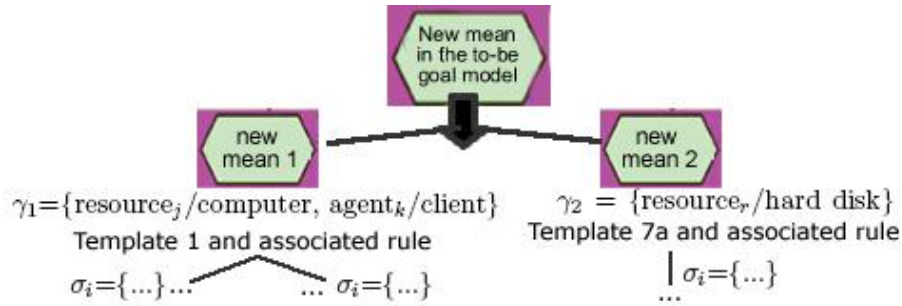 New mean
in the to-be
goal model
new
mean 1
new
mean 2
γ₁={resourceⱼ/computer, agentₖ/client}
γ₂ = {resourceᵣ/hard disk}
Template 1 and associated rule
Template 7a and associated rule
σᵢ={...}...
... σᵢ={...}
σᵢ={...}
...